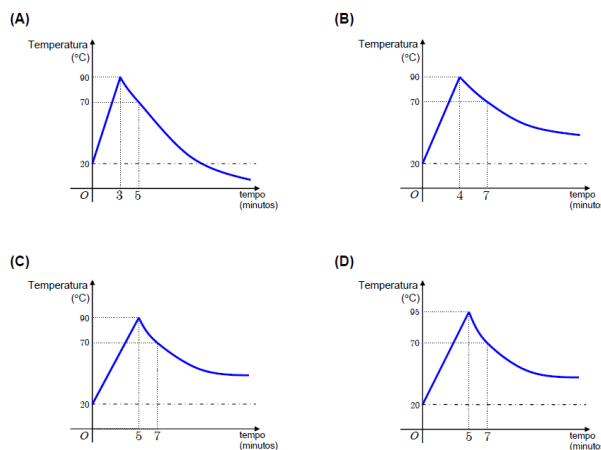 (A)
(B)
Temperatura
(ºC)
90
70
20
O
3
5
tempo
(minutos)
Temperatura
(ºC)
90
70
20
O
4
7
tempo
(minutos)
(C)
(D)
Temperatura
(ºC)
90
70
20
O
5
7
tempo
(minutos)
Temperatura
(ºC)
95
70
20
O
5
7
tempo
(minutos)